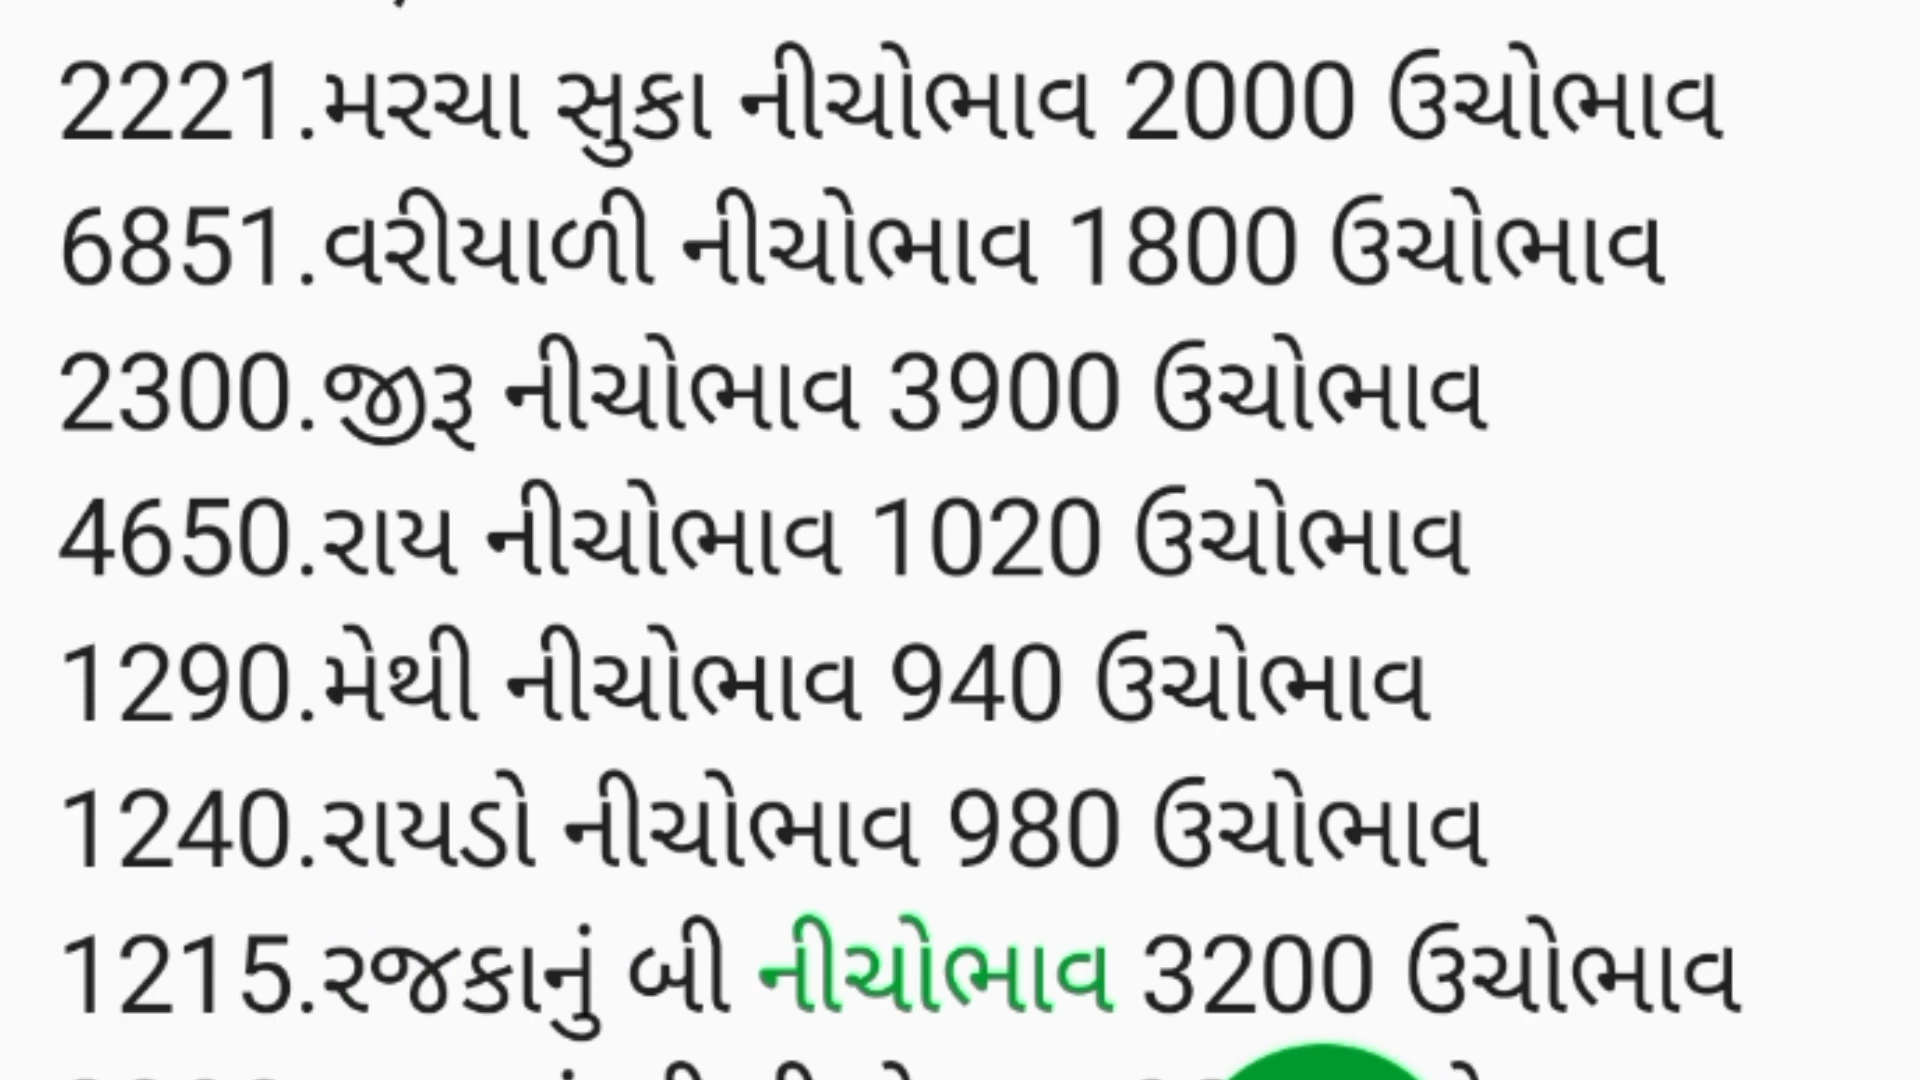 2221.મરચા સુકા નીચોભાવ 2000 ઉચોભાવ
6851.વરીયાળી નીચોભાવ 1800 ઉચોભાવ
2300.જીરૂ નીચોભાવ 3900 ઉચોભાવ
4650.રાય નીચોભાવ 1020 ઉચોભાવ
1290.મેથી નીચોભાવ 940 ઉચોભાવ
1240.રાયડો નીચોભાવ 980 ઉચોભાવ
1215.રજકાનું બી નીચોભાવ 3200 ઉચોભાવ